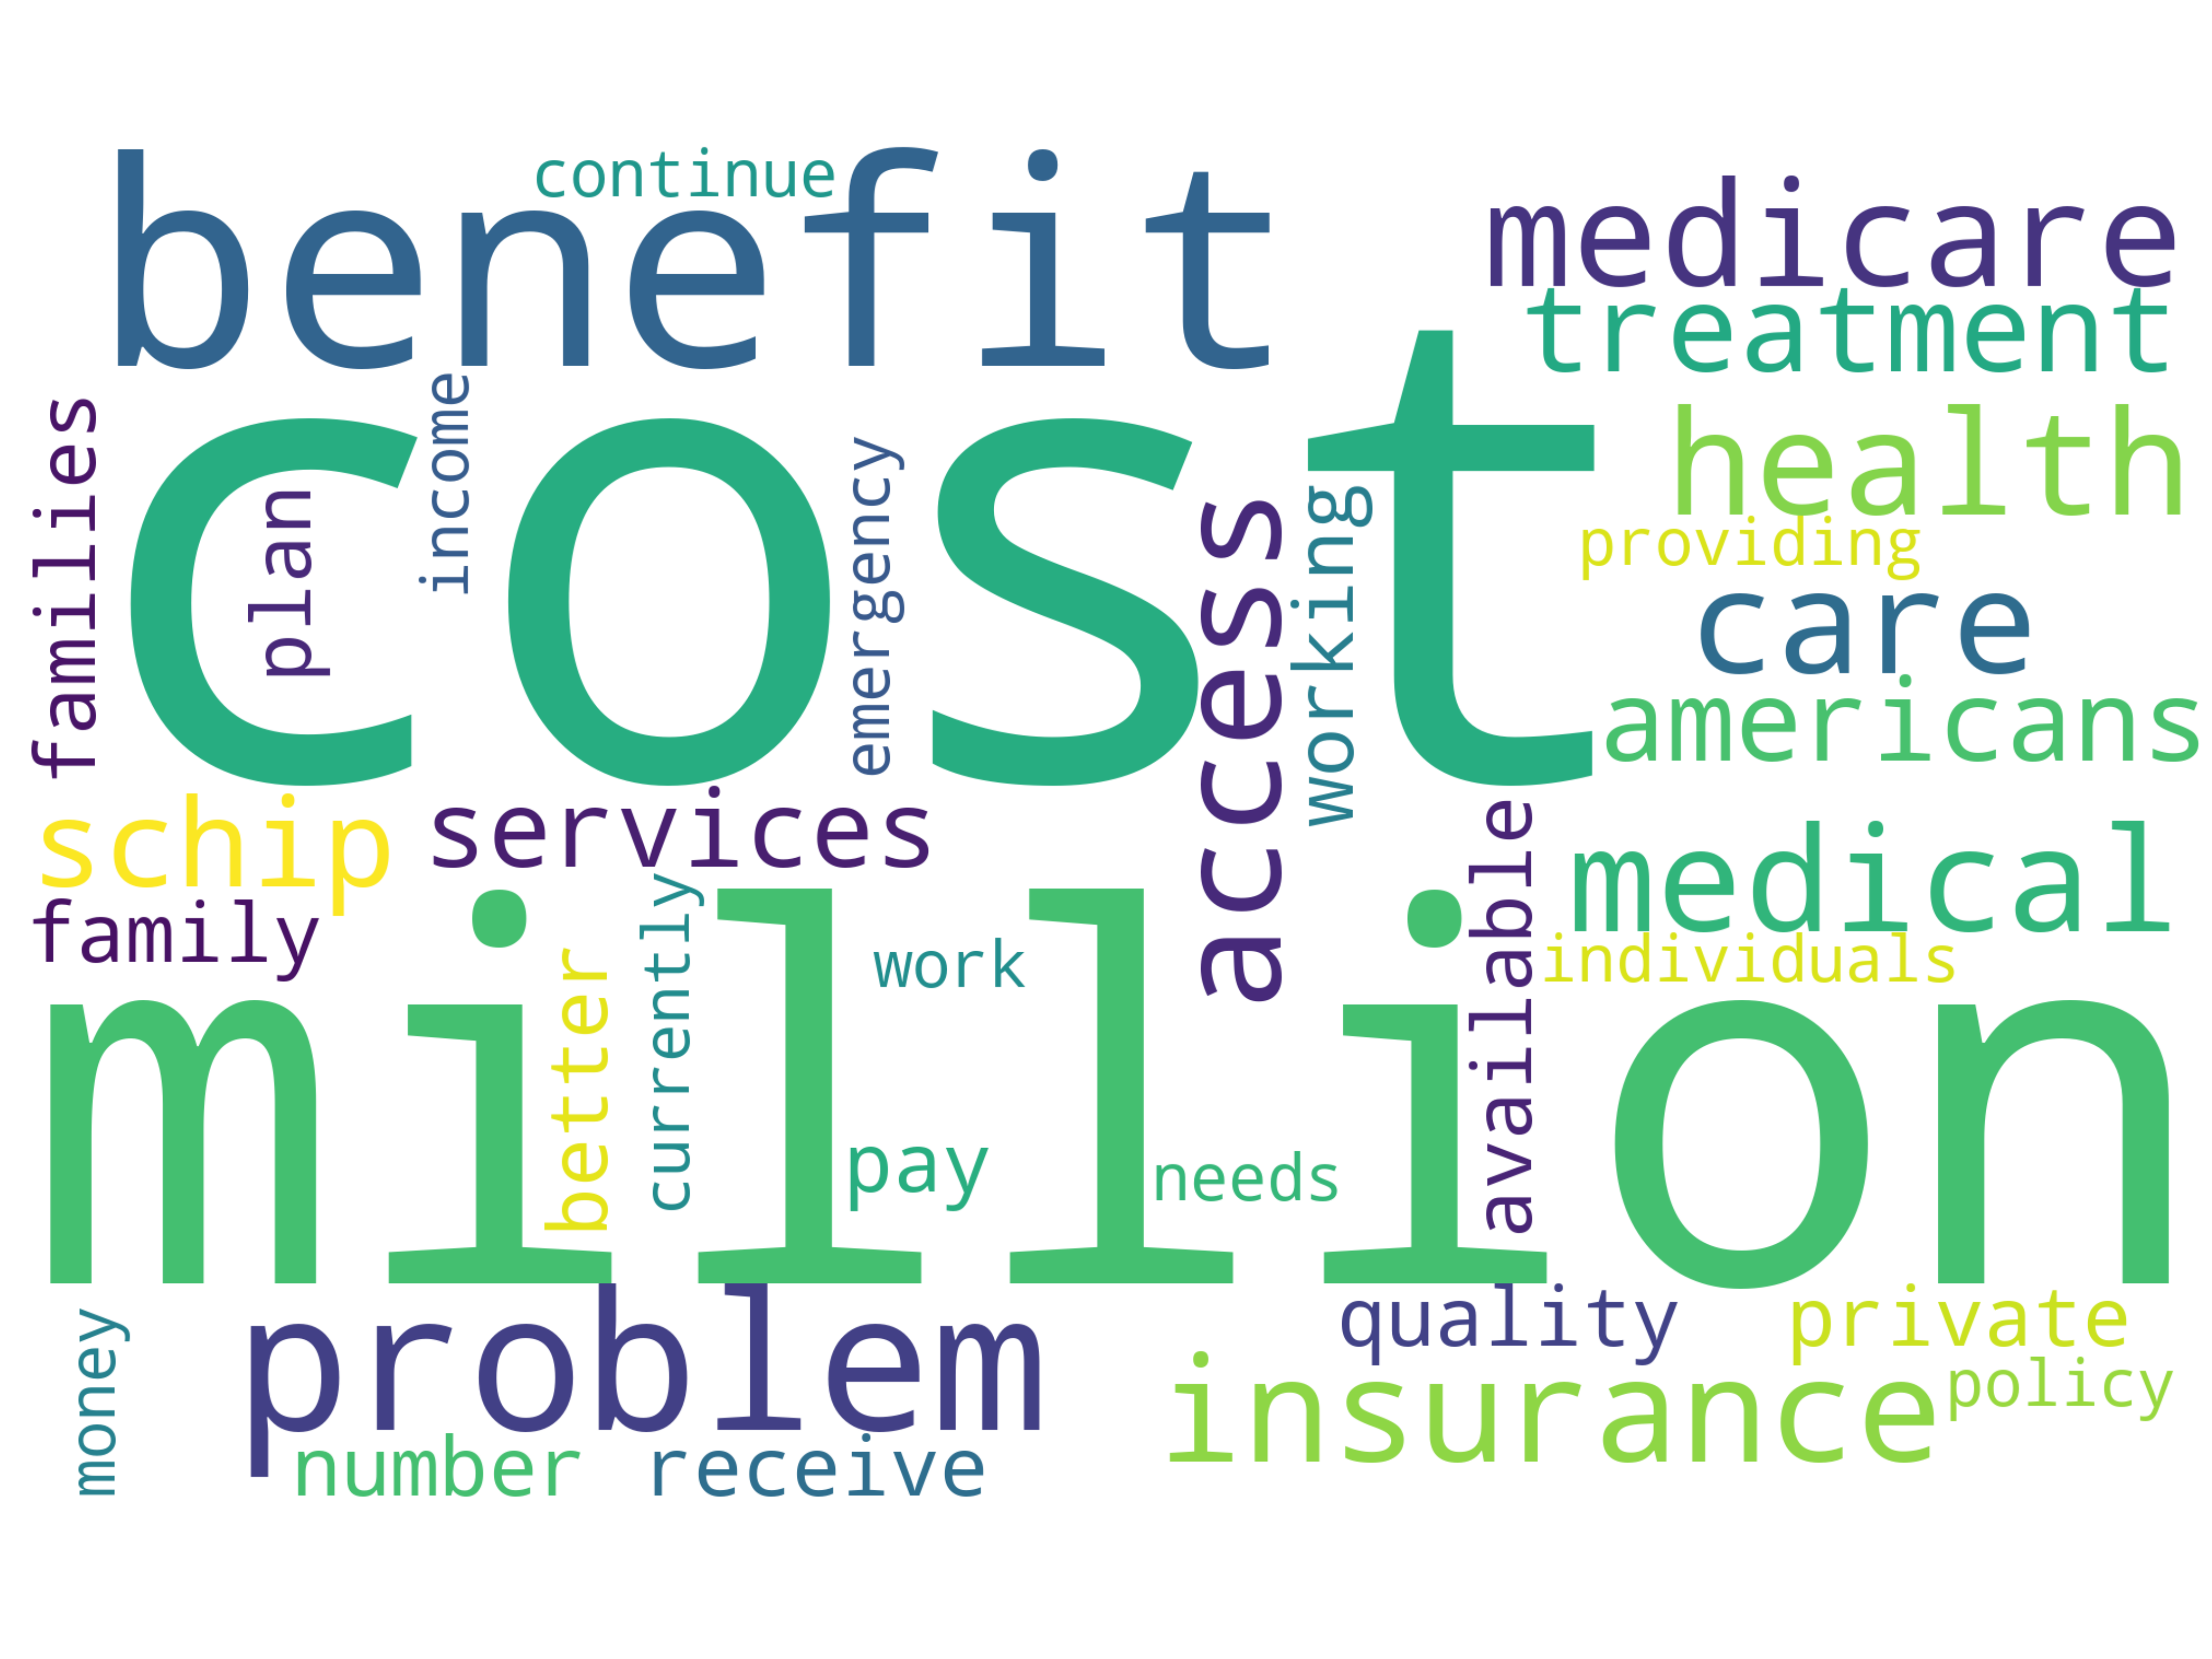 continue
benefit
medicare
treatment
cost
families
plan
income
emergency
access
working
health
providing
care
americans
schip
services
family
million
better
currently
work
pay
needs
available
medical
individuals
problem
quality
private
insurance
policy
money
number
receive